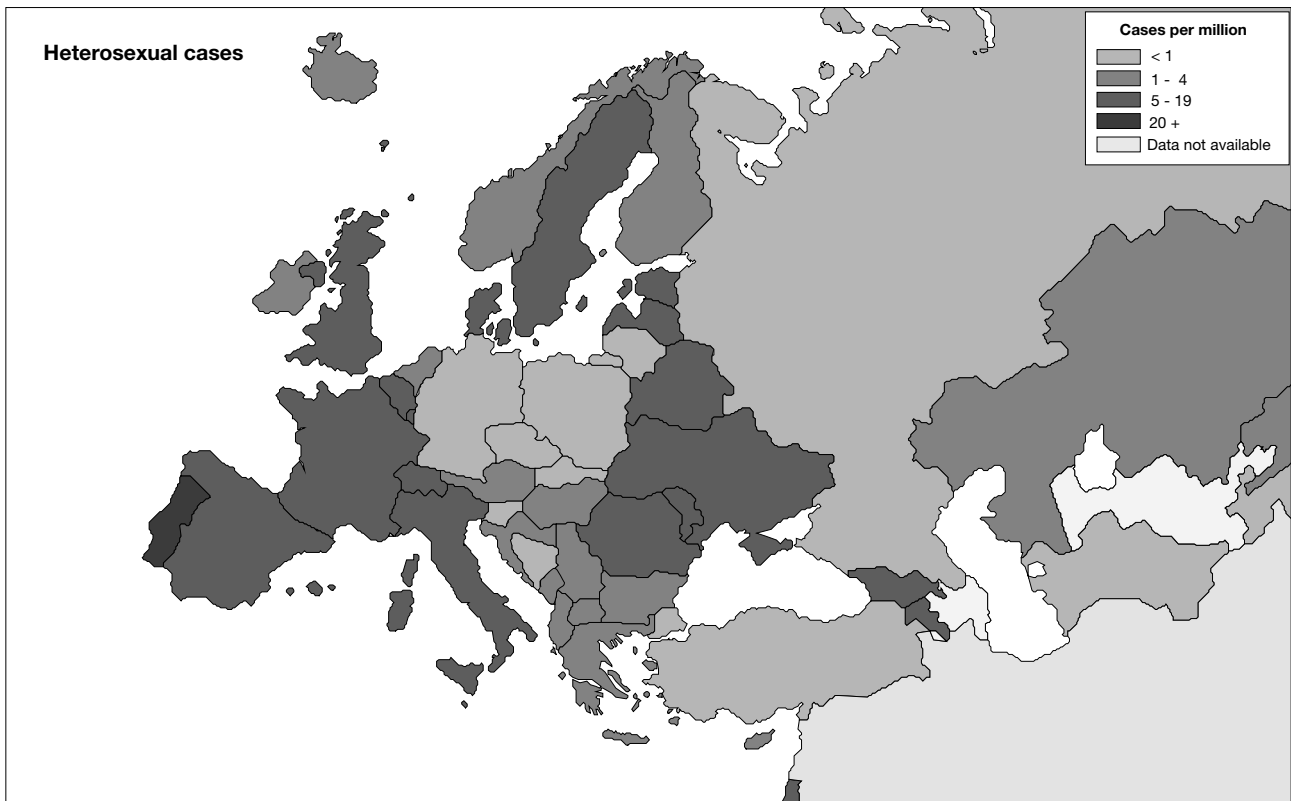 Heterosexual cases
Cases per million
< 1
1 - 4
5 - 19
20 +
Data not available